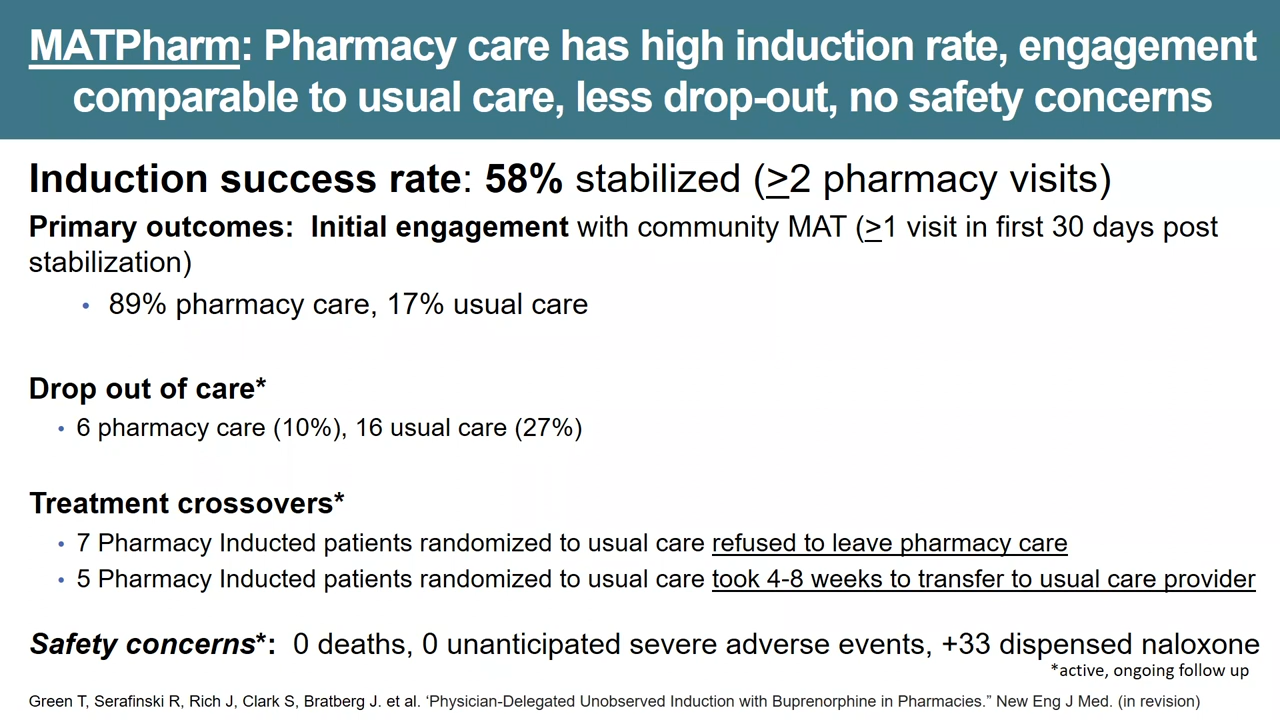 MATPharm: Pharmacy care has high induction rate, engagement
comparable to usual care, less drop-out, no safety concerns
Induction success rate: 58% stabilized (≥2 pharmacy visits)
Primary outcomes: Initial engagement with community MAT (≥1 visit in first 30 days post
stabilization)
• 89% pharmacy care, 17% usual care
Drop out of care*
• 6 pharmacy care (10%), 16 usual care (27%)
Treatment crossovers*
• 7 Pharmacy Inducted patients randomized to usual care refused to leave pharmacy care
• 5 Pharmacy Inducted patients randomized to usual care took 4-8 weeks to transfer to usual care provider
Safety concerns*: 0 deaths, 0 unanticipated severe adverse events, +33 dispensed naloxone
*active, ongoing follow up
Green T, Serafinski R, Rich J, Clark S, Bratberg J. et al. ‘Physician-Delegated Unobserved Induction with Buprenorphine in Pharmacies.” New Eng J Med. (in revision)